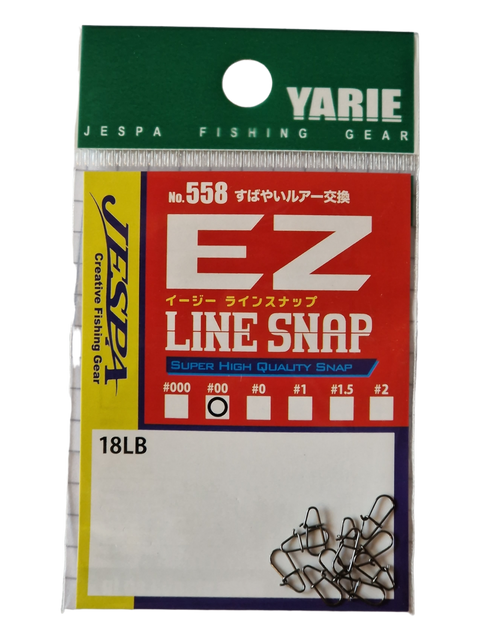 YARIE
JESPA FISHING GEAR
No.558 すばやいルアー交換
EZ
イージー ラインスナップ
LINE SNAP
SUPER HIGH QUALITY SNAP
#000 #00 #0 #1 #1.5 #2
JESPA
Creative Fishing Gear
18LB